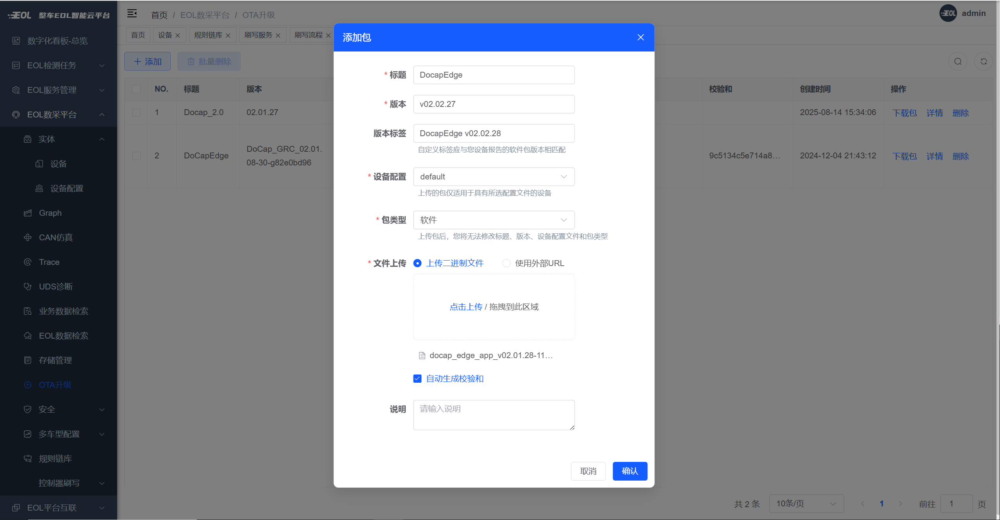 EOL 整车EOL智能云平台
数字化看板-总览
EOL检测任务
EOL服务管理
EOL数采平台
实体
设备
设备配置
Graph
CAN仿真
Trace
UDS诊断
业务数据检索
EOL数据检索
存储管理
OTA升级
安全
多车型配置
规则链库
控制器刷写
EOL平台互联
首页 / EOL数采平台 / OTA升级
EOL admin
首页 设备 规则链库 刷写服务 刷写流程
添加 批量删除
NO. 标题 版本 校验和 创建时间 操作
1 Docap_2.0 02.01.27 2025-08-14 15:34:06 下载包 详情 删除
2 DoCapEdge DoCap_GRC_02.01.
08-30-g82e0bd96 9c5134c5e714a8... 2024-12-04 21:43:12 下载包 详情 删除
添加包
* 标题 DocapEdge
* 版本 v02.02.27
版本标签 DocapEdge v02.02.28
自定义标签应与您设备报告的软件包版本相匹配
* 设备配置 default
上传的包仅适用于具有所选配置文件的设备
* 包类型 软件
上传包后，您将无法修改标题、版本、设备配置文件和包类型
* 文件上传 上传二进制文件 使用外部URL
点击上传 / 拖拽到此区域
docap_edge_app_v02.01.28-11...
自动生成校验和
说明 请输入说明
取消 确认
共 2 条 10条/页 1 前往 1 页